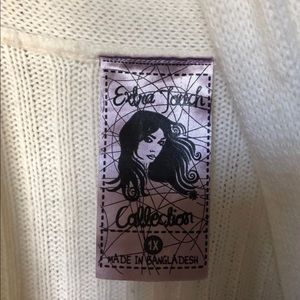 Extra Touch
Collection
1X
MADE IN BANGLADESH